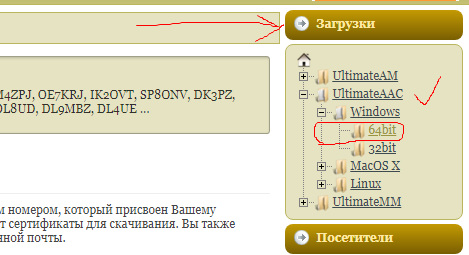 Загрузки
M4ZPJ, OE7KRJ, IK2OVT, SP8ONV, DK3PZ,
DL8UD, DL9MBZ, DL4UE ...
UltimateAM
UltimateAAC
Windows
64bit
32bit
MacOS X
Linux
UltimateMM
м номером, который присвоен Вашему
т сертификаты для скачивания. Вы также
нной почты.
Посетители